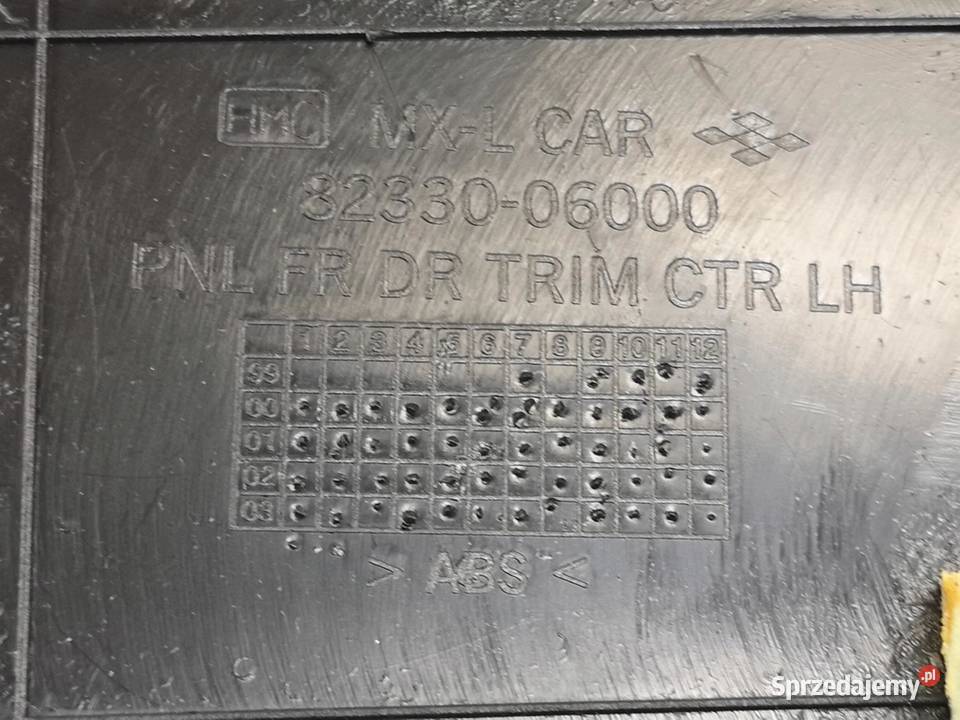 HMC MX-L CAR
82330-06000
PNL FR DR TRIM CTR LH
1 2 3 4 5 6 7 8 9 10 11 12
99
00
01
02
03
> ABS <
Sprzedajemy.pl